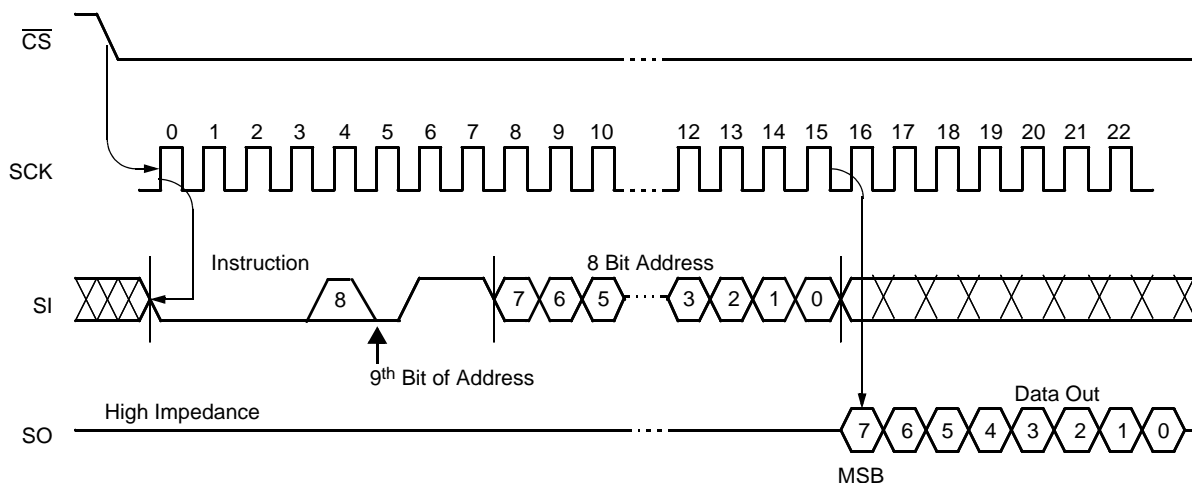 CS
0 1 2 3 4 5 6 7 8 9 10 12 13 14 15 16 17 18 19 20 21 22
SCK
Instruction 8 Bit Address
SI 8 7 6 5 3 2 1 0
9th Bit of Address
High Impedance Data Out
SO 7 6 5 4 3 2 1 0
MSB